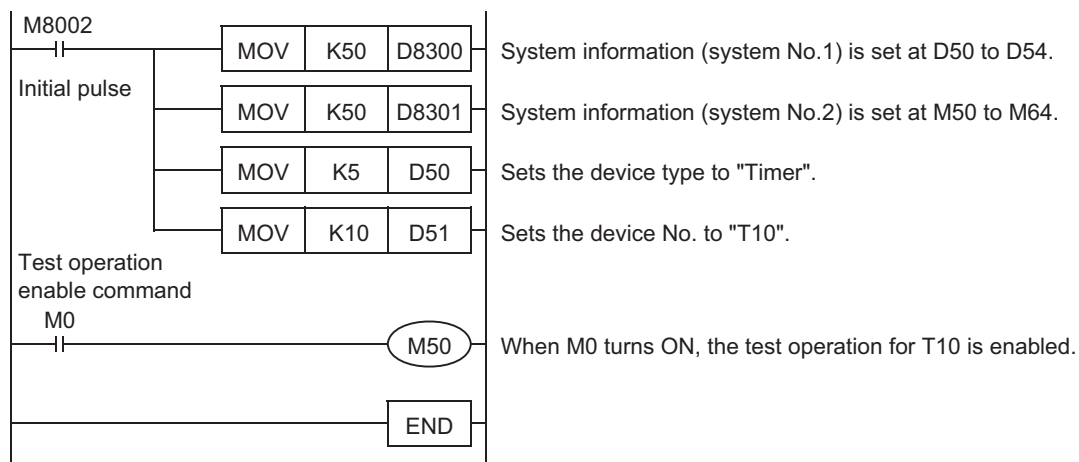 M8002
MOV K50 D8300 System information (system No.1) is set at D50 to D54.
Initial pulse
MOV K50 D8301 System information (system No.2) is set at M50 to M64.
MOV K5 D50 Sets the device type to "Timer".
MOV K10 D51 Sets the device No. to "T10".
Test operation
enable command
M0
M50 When M0 turns ON, the test operation for T10 is enabled.
END